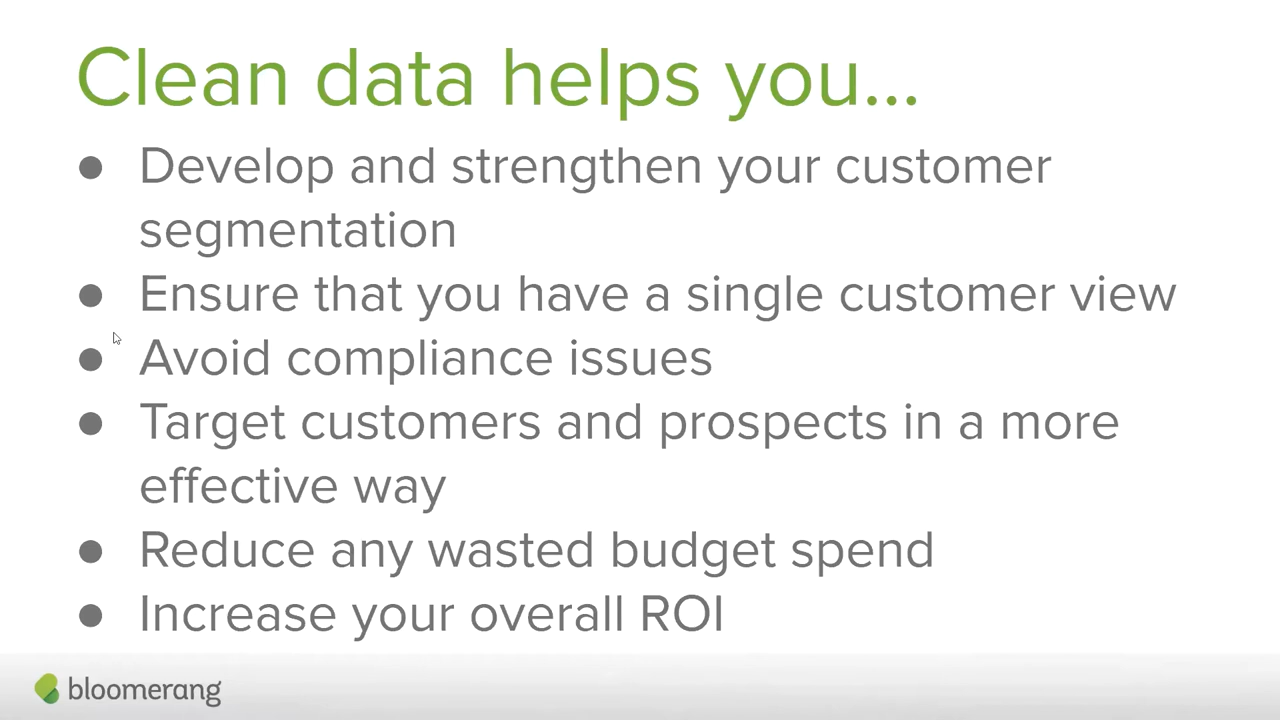 Clean data helps you...
● Develop and strengthen your customer
segmentation
● Ensure that you have a single customer view
● Avoid compliance issues
● Target customers and prospects in a more
effective way
● Reduce any wasted budget spend
● Increase your overall ROI
bloomerang